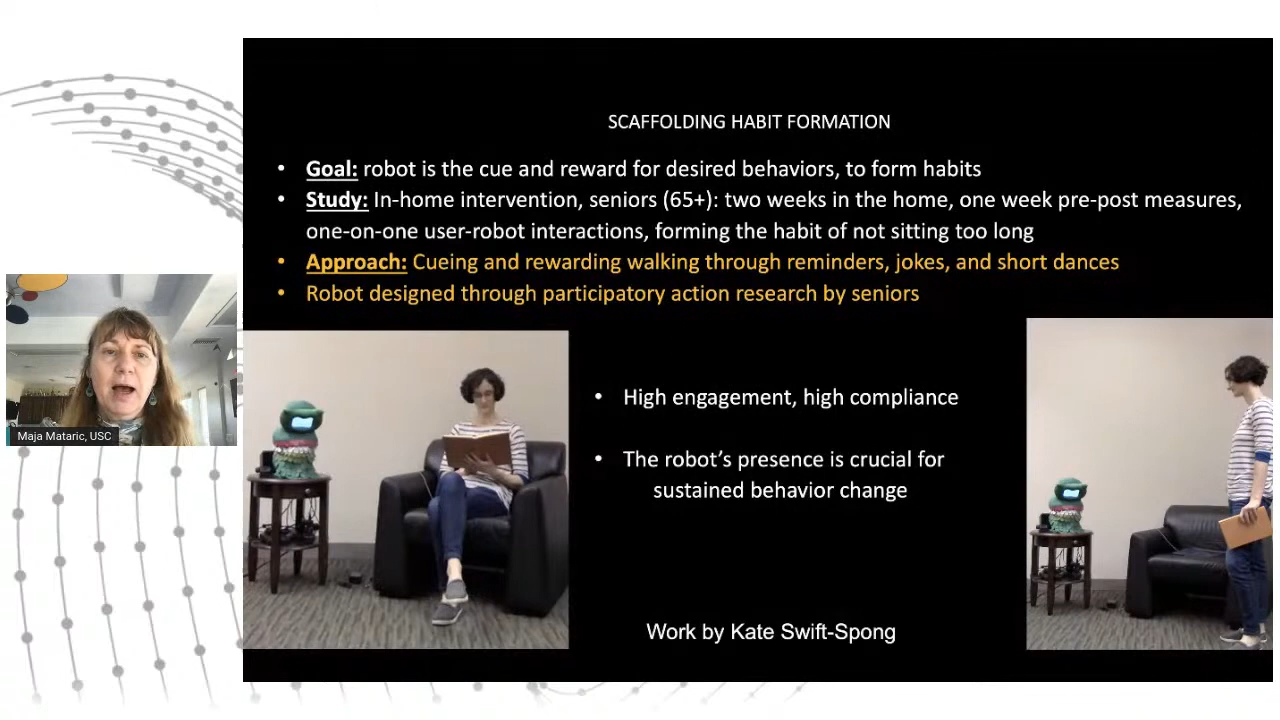 SCAFFOLDING HABIT FORMATION
• Goal: robot is the cue and reward for desired behaviors, to form habits
• Study: In-home intervention, seniors (65+): two weeks in the home, one week pre-post measures,
one-on-one user-robot interactions, forming the habit of not sitting too long
• Approach: Cueing and rewarding walking through reminders, jokes, and short dances
• Robot designed through participatory action research by seniors
• High engagement, high compliance
• The robot’s presence is crucial for
sustained behavior change
Work by Kate Swift-Spong
Maja Mataric, USC